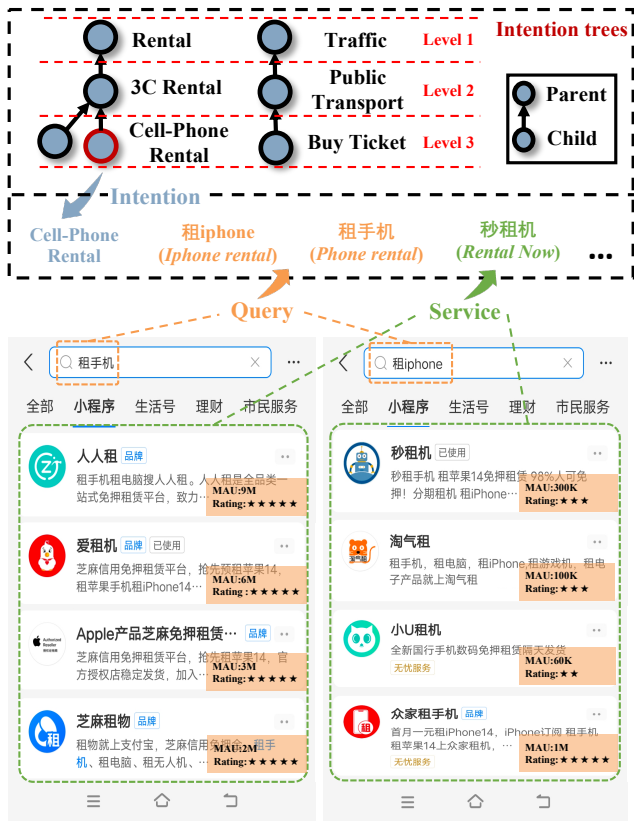 Intention trees
Rental
Traffic
Level 1
3C Rental
Public
Transport
Level 2
Cell-Phone
Rental
Buy Ticket
Level 3
Parent
Child
Intention
Cell-Phone
Rental
租iphone
(Iphone rental)
租手机
(Phone rental)
秒租机
(Rental Now)
...
Query
Service
租手机
全部 小程序 生活号 理财 市民服务
人人租 品牌
租手机租电脑搜人人租。人人租是全品类一
站式免押租赁平台，致力…
MAU:9M
Rating:★★★★★
爱租机 品牌 已使用
芝麻信用免押租赁平台，抢先预租苹果14，
租苹果手机租iPhone14…
MAU:6M
Rating:★★★★★
Authorized
Reseller
Apple产品芝麻免押租赁… 品牌
芝麻信用免押租赁平台，抢先租苹果14，官
方授权店稳定发货，加入…
MAU:3M
Rating:★★★★★
租
芝麻租物 品牌
租物就上支付宝，芝麻信用免押金，租手
机、租电脑、租无人机、…
MAU:2M
Rating:★★★★★
租iphone
全部 小程序 生活号 理财 市民服务
秒租机 已使用
秒租手机 租苹果14免押租赁 98%人可免
押！分期租机 租iPhone…
MAU:300K
Rating:★★★
淘气租
淘气租
租手机，租电脑，租iPhone,租游戏机，租电
子产品就上淘气租
MAU:100K
Rating:★★★
小U租机
全新国行手机数码免押租赁隔天发货
无忧服务
MAU:60K
Rating:★★
租
众家租手机 品牌
首月一元租iPhone14，iPhone订阅 租手机
租苹果14上众家租机，…
无忧服务
MAU:1M
Rating:★★★★★